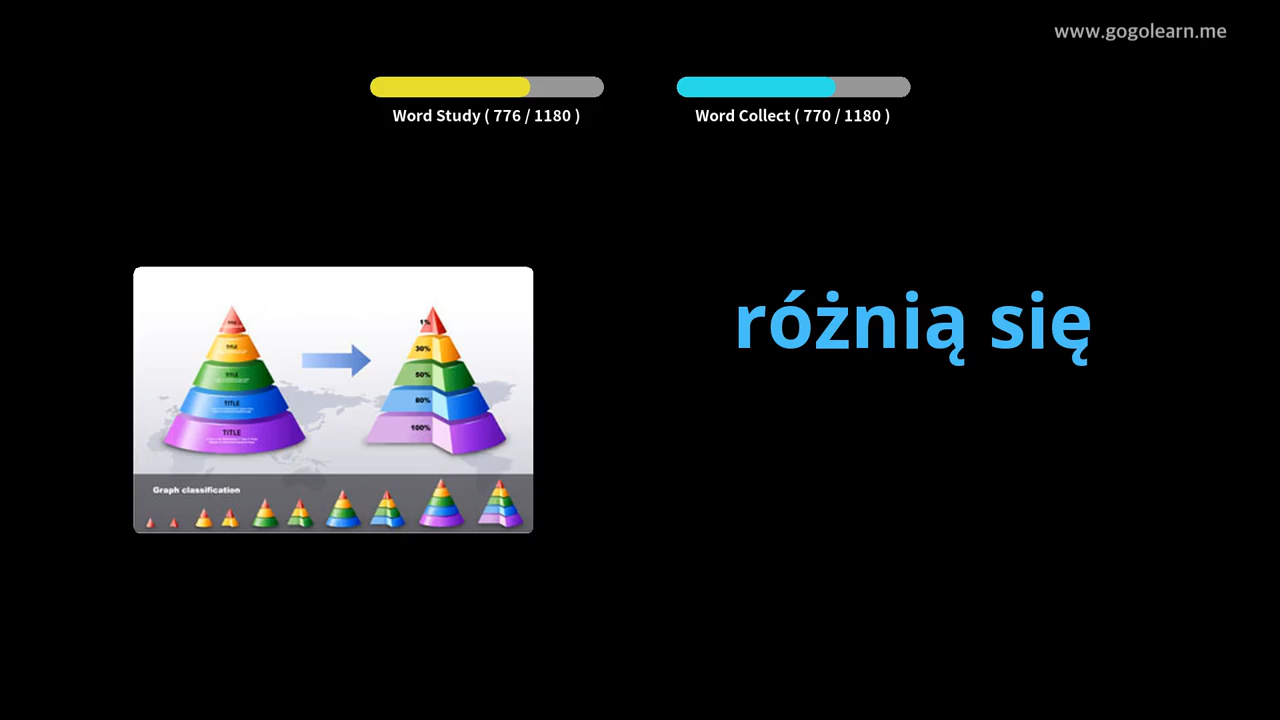 www.gogolearn.me
Word Study ( 776 / 1180 )
Word Collect ( 770 / 1180 )
różnią się
TITLE
TITLE
TITLE
TITLE
1%
30%
50%
80%
100%
Graph classification